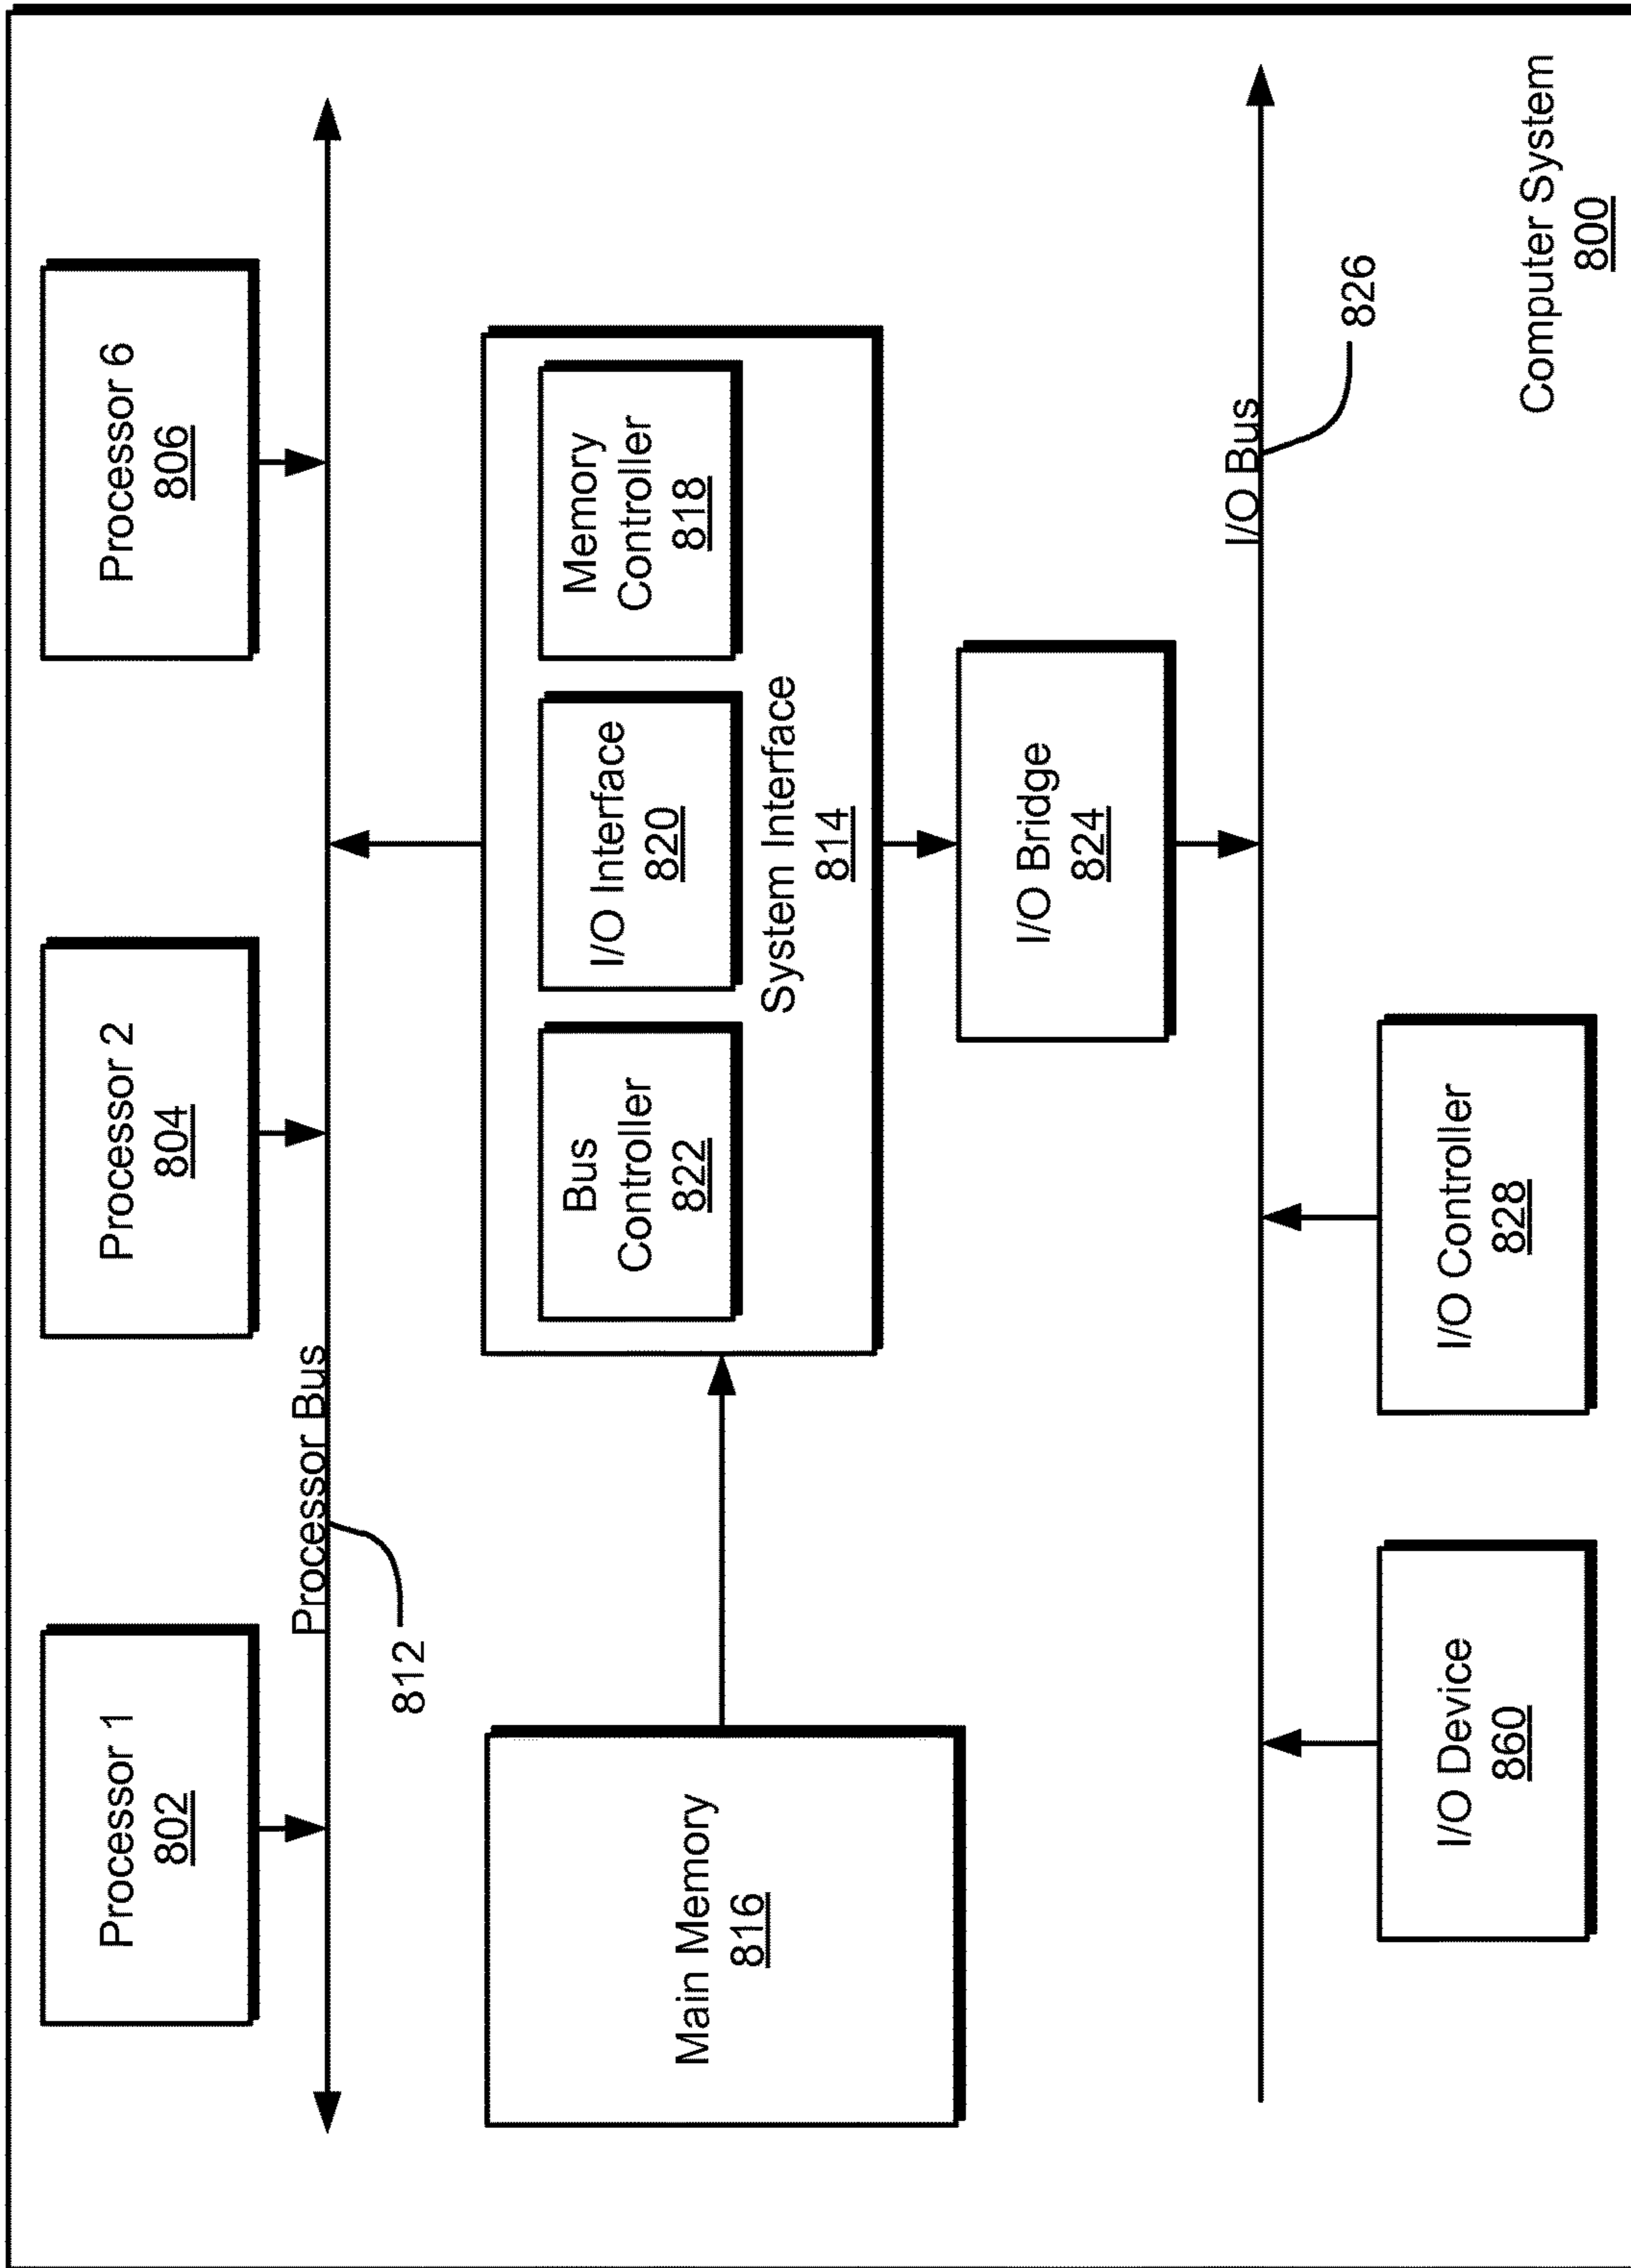 Processor 1
802
Processor 2
804
Processor 6
806
Processor Bus
812
Main Memory
816
Bus
Controller
822
I/O Interface
820
Memory
Controller
818
System Interface
814
I/O Bridge
824
I/O Bus
826
I/O Device
860
I/O Controller
828
Computer System
800